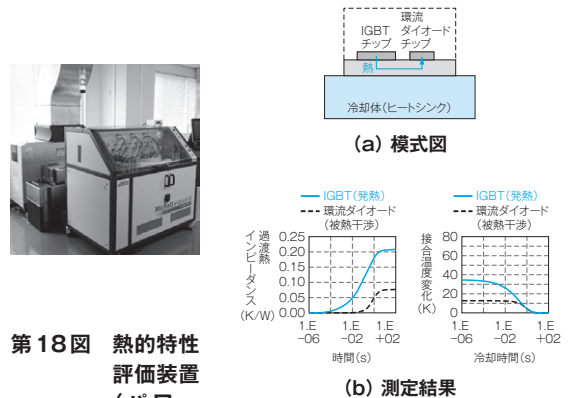 環流
IGBT ダイオード
チップ チップ
熱
冷却体（ヒートシンク）
(a) 模式図
IGBT（発熱）
環流ダイオード
（被熱干渉）
過渡熱インピーダンス
(K/W)
0.25
0.20
0.15
0.10
0.05
0.00
1.E 1.E 1.E
-06 -02 +02
時間(s)
IGBT（発熱）
環流ダイオード
（被熱干渉）
接合温度変化
(K)
80
60
40
20
0
1.E 1.E 1.E
-06 -02 +02
冷却時間(s)
(b) 測定結果
第18図 熱的特性
評価装置